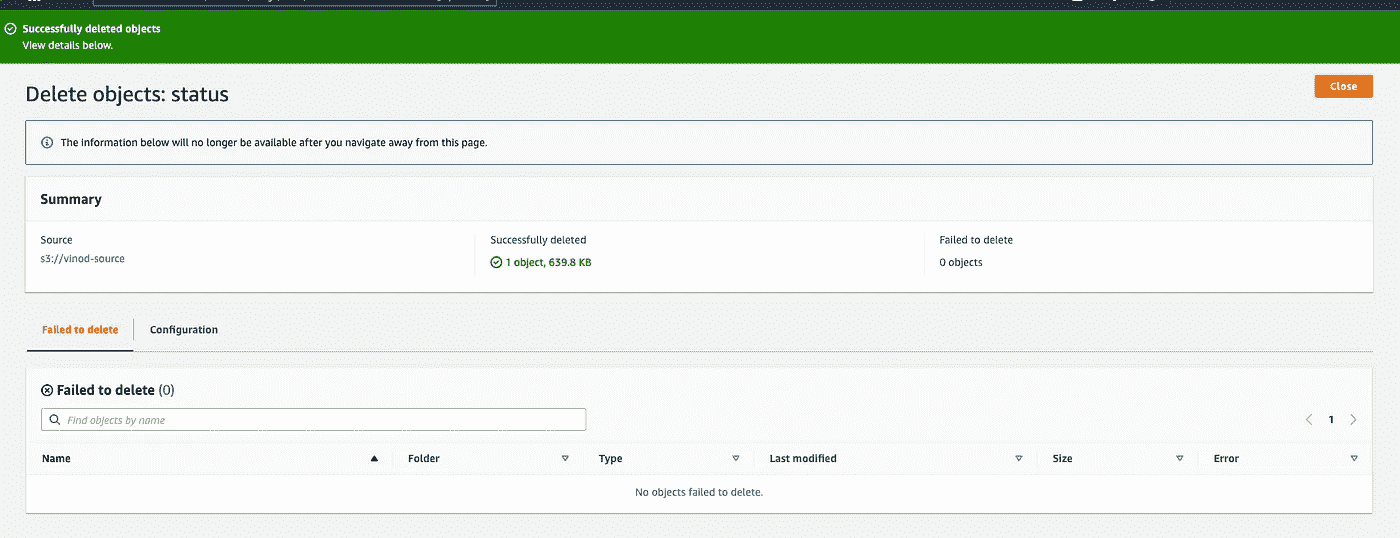 Successfully deleted objects
View details below.
Delete objects: status
Close
The information below will no longer be available after you navigate away from this page.
Summary
Source
s3://vinod-source
Successfully deleted
1 object, 639.8 KB
Failed to delete
0 objects
Failed to delete
Configuration
Failed to delete (0)
Find objects by name
1
Name
Folder
Type
Last modified
Size
Error
No objects failed to delete.